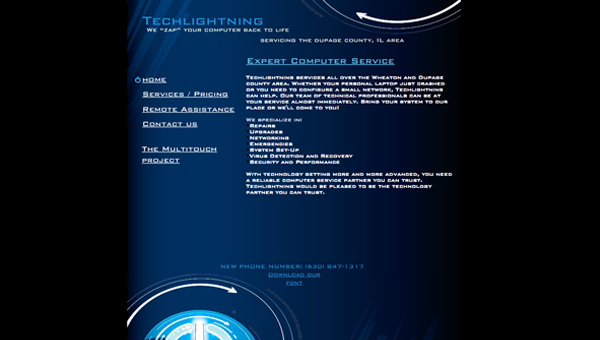 Techlightning
We "zap" your computer back to life
servicing the dupage county, IL area
Expert Computer Service
home
Services / Pricing
Remote Assistance
Contact us
The Multitouch
project
Techlightning services all over the Wheaton and Dupage
county area. Whether your personal laptop just crashed
or you need to configure a small network, Techlightning
can help. Our team of technical professionals can be at
your service almost immediately. Bring your system to our
place or we'll come to you!
We specialize in:
Repairs
Upgrades
Networking
Emergencies
System Set-Up
Virus Detection and Recovery
Security and Performance
With technology getting more and more advanced, you need
a reliable computer service partner you can trust.
Techlightning would be pleased to be the technology
partner you can trust.
NEW PHONE NUMBER! (630) 847-1317
Download our
font